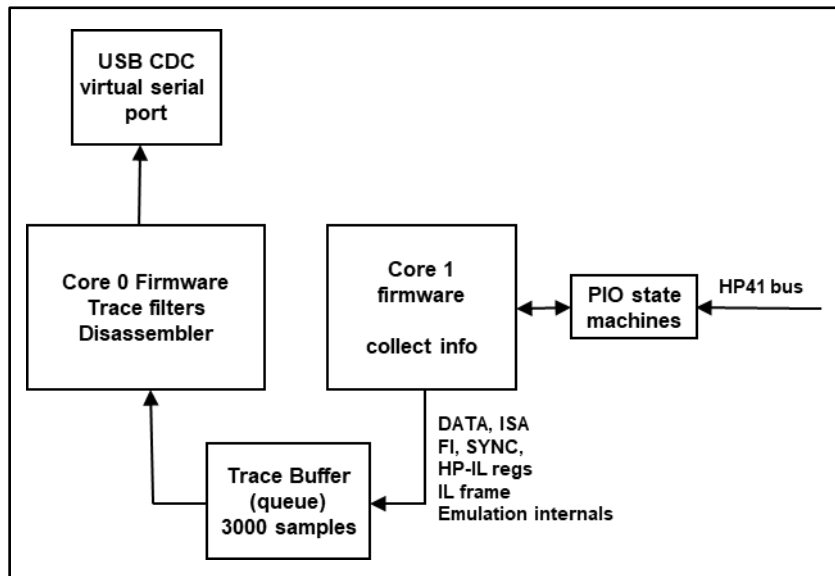 USB CDC
virtual serial
port
Core 0 Firmware
Trace filters
Disassembler
Core 1
firmware
collect info
PIO state
machines
HP41 bus
DATA, ISA
FI, SYNC,
HP-IL regs
IL frame
Emulation internals
Trace Buffer
(queue)
3000 samples